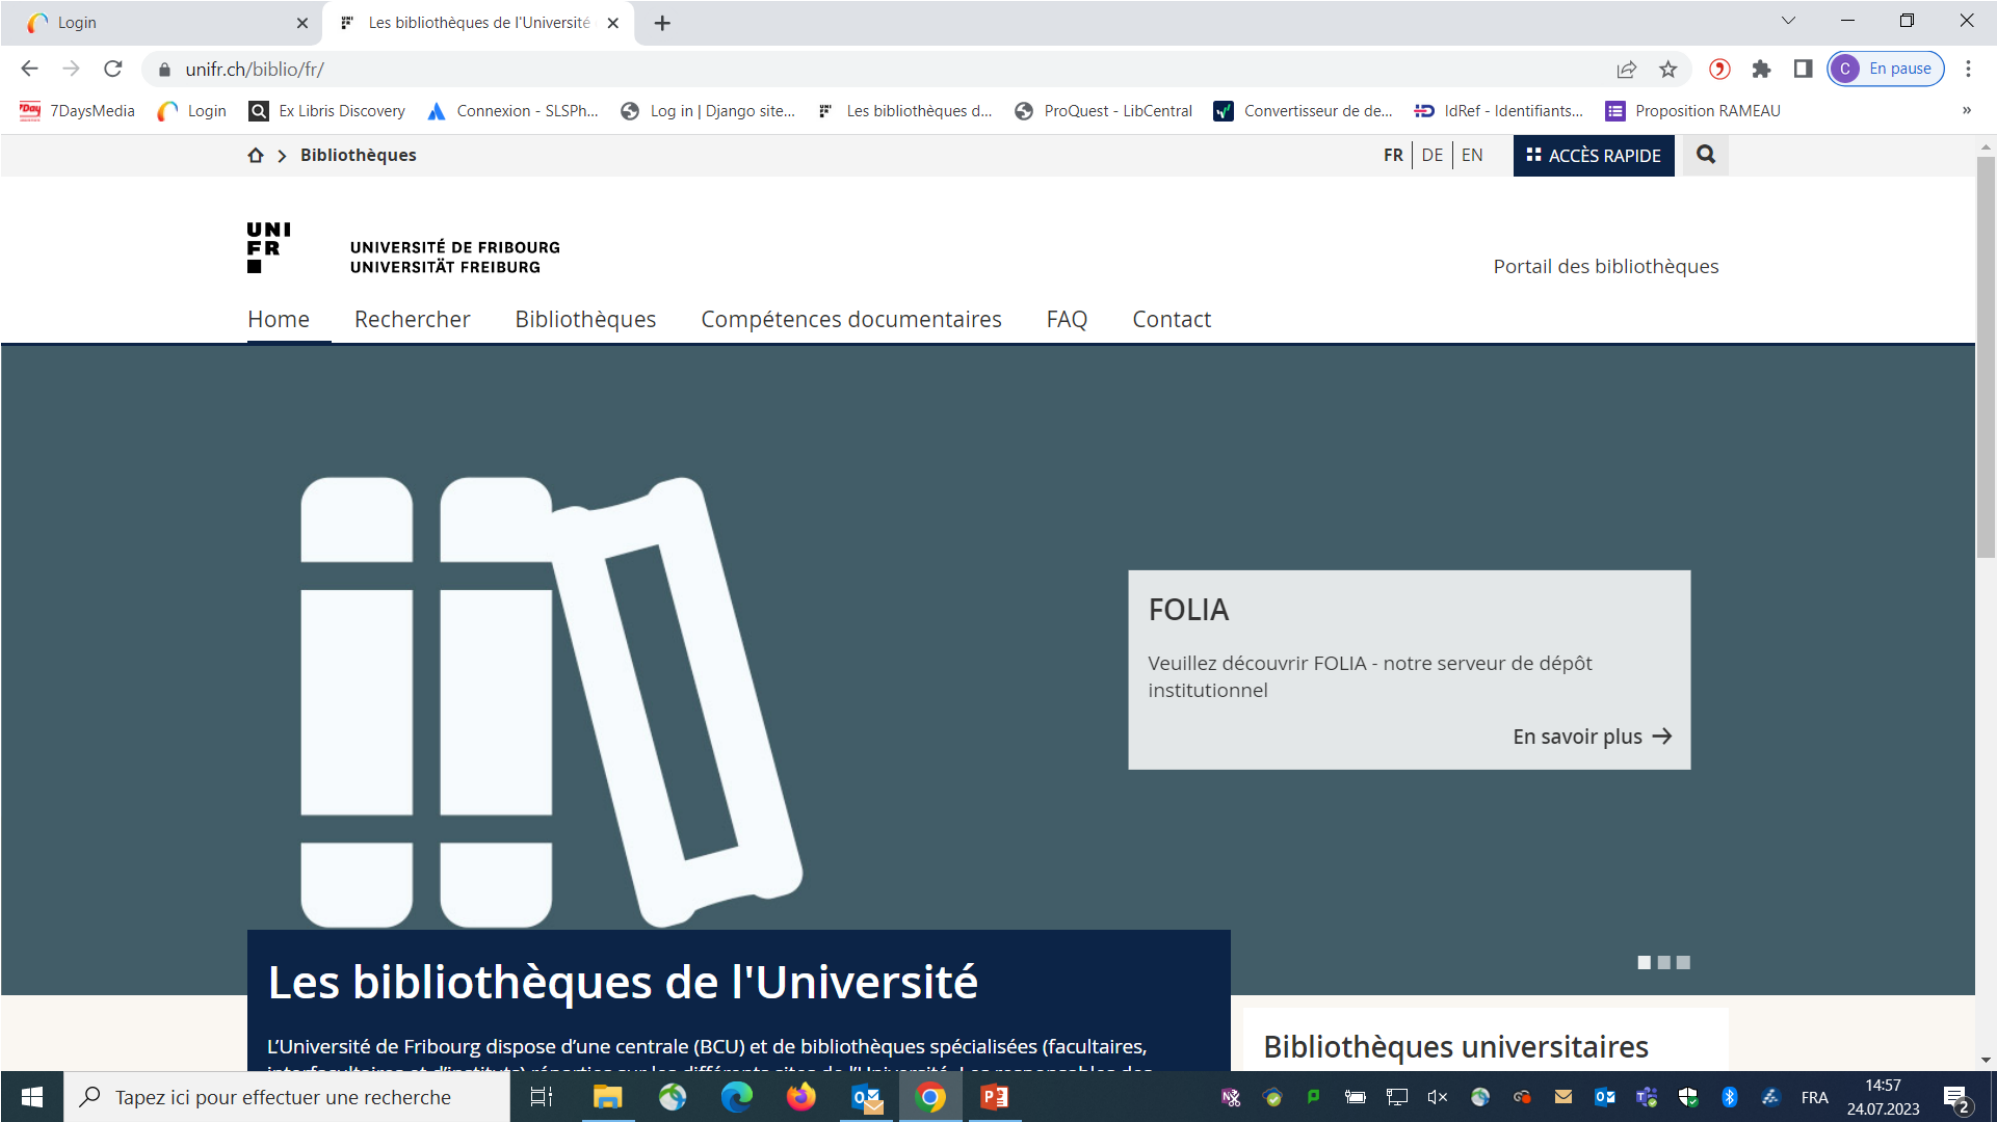 Login
Les bibliothèques de l'Université
unifr.ch/biblio/fr/
C
En pause
7Day
7DaysMedia
Login
Ex Libris Discovery
Connexion - SLSPh...
Log in | Django site...
Les bibliothèques d...
ProQuest - LibCentral
Convertisseur de de...
IdRef - Identifiants...
Proposition RAMEAU
»
> Bibliothèques
FR | DE | EN
ACCÈS RAPIDE
UNI
FR
UNIVERSITÉ DE FRIBOURG
UNIVERSITÄT FREIBURG
Portail des bibliothèques
Home Rechercher Bibliothèques Compétences documentaires FAQ Contact
FOLIA
Veuillez découvrir FOLIA - notre serveur de dépôt
institutionnel
En savoir plus →
Les bibliothèques de l'Université
L'Université de Fribourg dispose d'une centrale (BCU) et de bibliothèques spécialisées (facultaires,
Bibliothèques universitaires
Tapez ici pour effectuer une recherche
FRA
14:57
24.07.2023
2